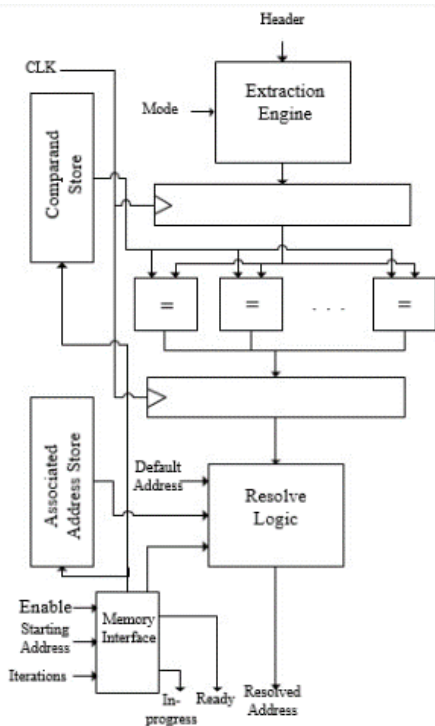 Header
CLK
Extraction
Engine
Mode
Comparand
Store
=
=
. . .
=
Associated
Address Store
Default
Address
Resolve
Logic
Enable
Starting
Address
Iterations
Memory
Interface
In-
progress
Ready
Resolved
Address